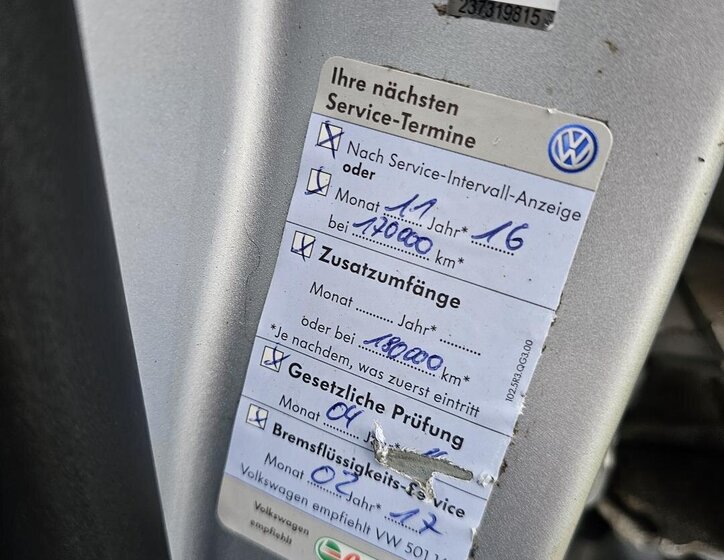 237319815
Ihre nächsten
Service-Termine
Nach Service-Intervall-Anzeige
oder
Monat 11 Jahr* 16
bei 170000 km*
Zusatzumfänge
Monat ........ Jahr* ........
oder bei 180000 km*
*Je nachdem, was zuerst eintritt
102.5R3.QG3.00
Gesetzliche Prüfung
Monat 04
Bremsflüssigkeits-Service
Monat 02 Jahr* 17
Volkswagen empfiehlt VW 501
Volkswagen
empfiehlt